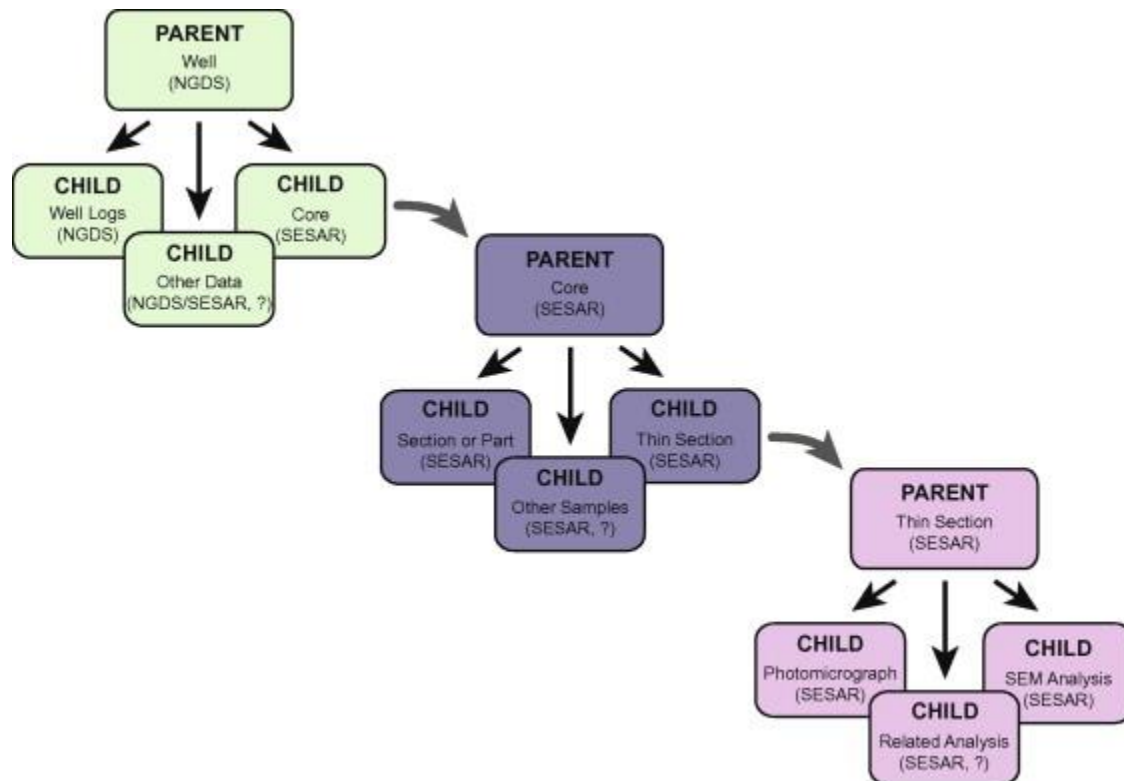 PARENT
Well
(NGDS)
CHILD
Well Logs
(NGDS)
CHILD
Other Data
(NGDS/SESAR, ?)
CHILD
Core
(SESAR)
PARENT
Core
(SESAR)
CHILD
Section or Part
(SESAR)
CHILD
Other Samples
(SESAR, ?)
CHILD
Thin Section
(SESAR)
PARENT
Thin Section
(SESAR)
CHILD
Photomicrograph
(SESAR)
CHILD
Related Analysis
(SESAR, ?)
CHILD
SEM Analysis
(SESAR)